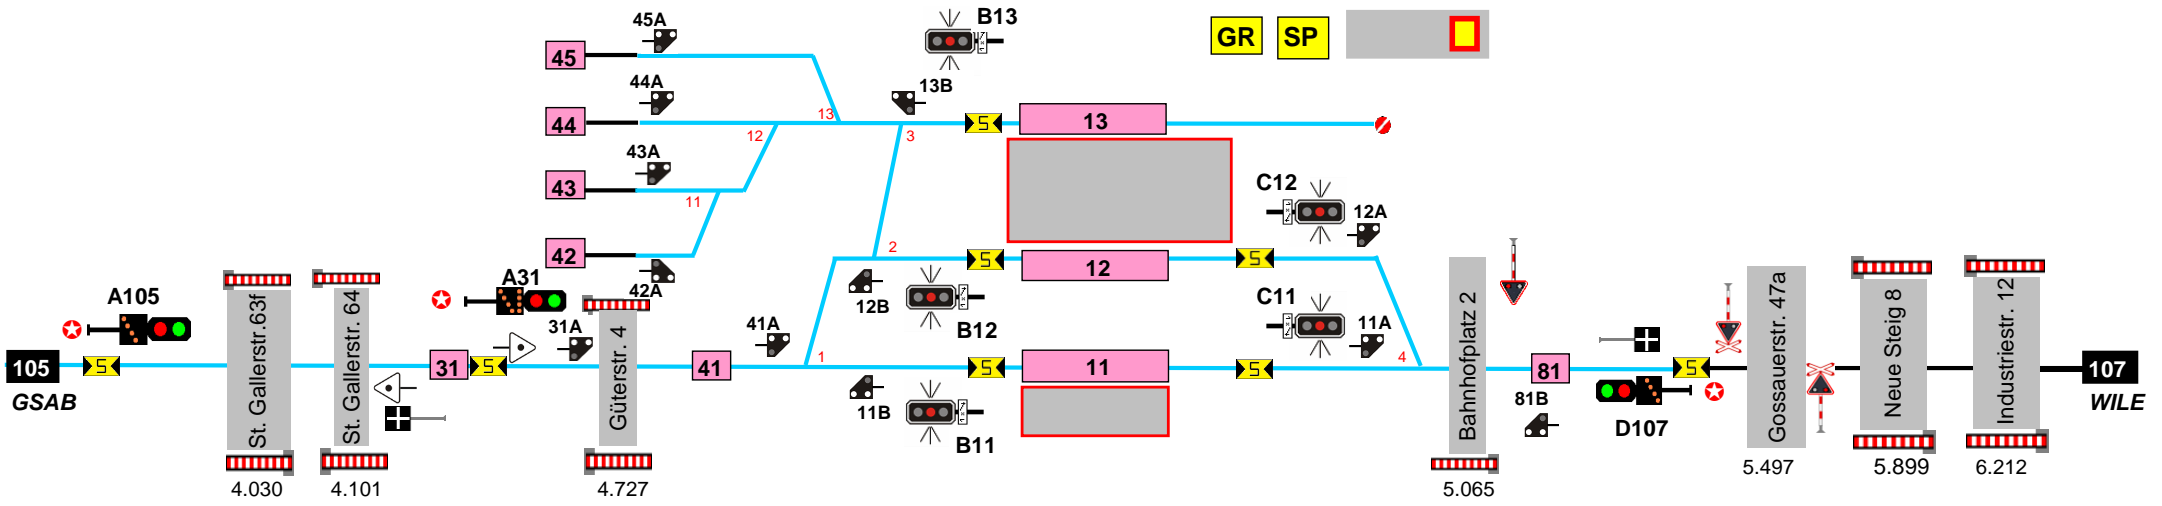 45A
B13
GR SP
45
44A
13B
44
13
13
12
3
43A
43
C12
12A
11
42
2
12
A31
42A
A105
12B
B12
C11
31A
41A
11A
105
GSAB
St. Gallerstr.63f
St. Gallerstr. 64
31
Güterstr. 4
41
1
11
4
Bahnhofplatz 2
81
Gossauerstr. 47a
Neue Steig 8
Industriestr. 12
107
WILE
11B
B11
81B
D107
4.030
4.101
4.727
5.065
5.497
5.899
6.212